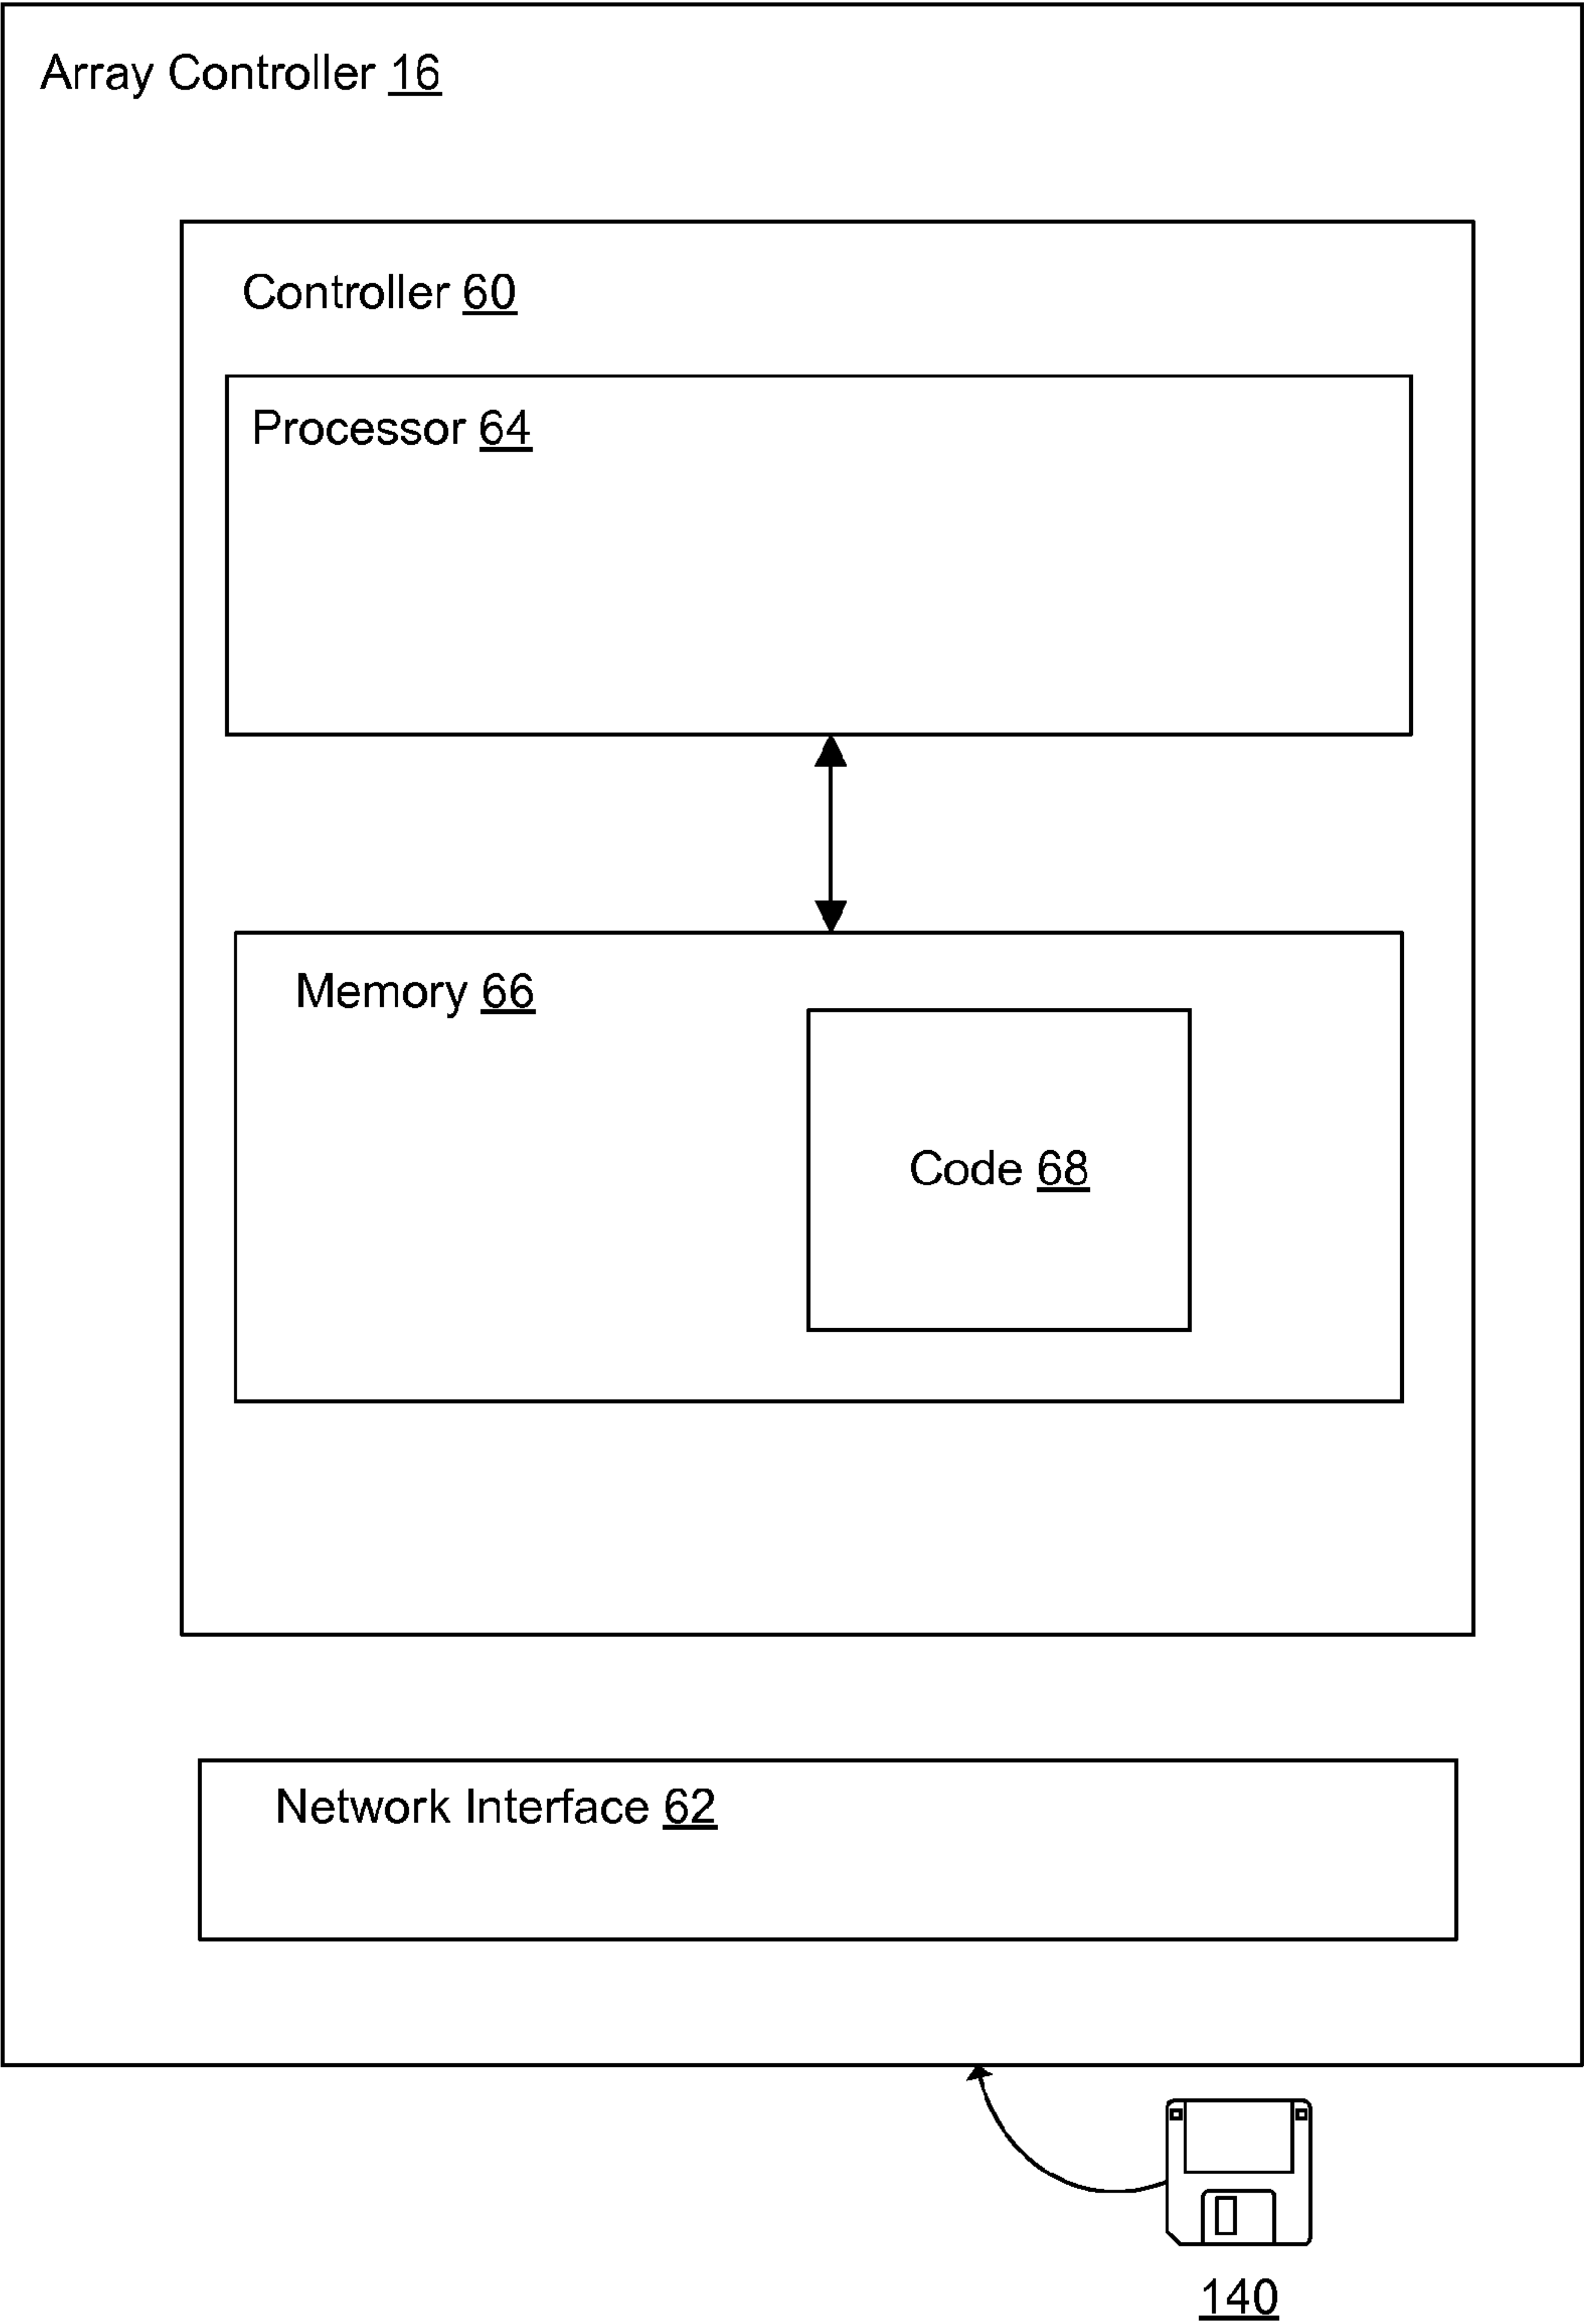 Array Controller 16
Controller 60
Processor 64
Memory 66
Code 68
Network Interface 62
140